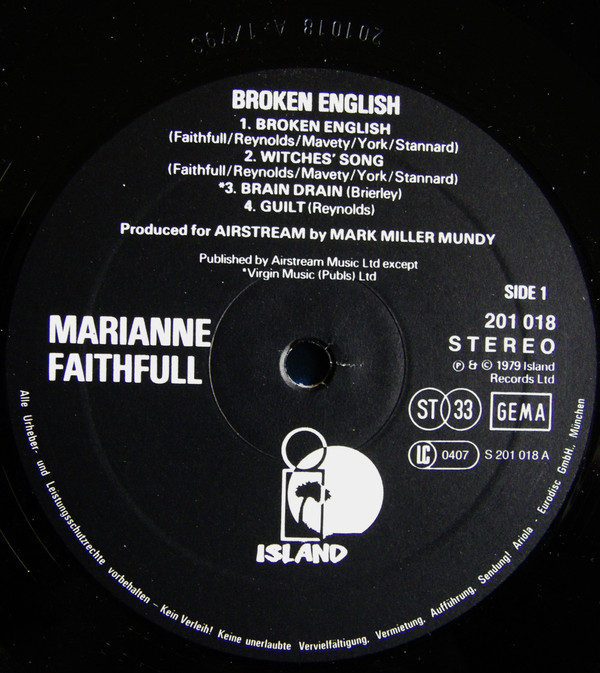 201018 A-1/79S
BROKEN ENGLISH
1. BROKEN ENGLISH
(Faithfull/Reynolds/Mavety/York/Stannard)
2. WITCHES' SONG
(Faithfull/Reynolds/Mavety/York/Stannard)
*3. BRAIN DRAIN (Brierley)
4. GUILT (Reynolds)
Produced for AIRSTREAM by MARK MILLER MUNDY
Published by Airstream Music Ltd except
*Virgin Music (Publs) Ltd
SIDE 1
201 018
STEREO
℗ & © 1979 Island
Records Ltd
MARIANNE
FAITHFULL
ST 33 GEMA
LC 0407 S 201 018 A
ISLAND
Alle Urheber- und Leistungsschutzrechte vorbehalten – Kein Verleih! Keine unerlaubte Vervielfältigung, Vermietung, Aufführung, Sendung! Ariola - Eurodisc GmbH., München